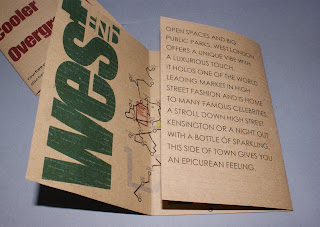 cooler
Overgr
West
END
OPEN SPACES AND BIG
PUBLIC PARKS, WEST LONDON
OFFERS A UNIQUE VIBE WITH
A LUXURIOUS TOUCH.
IT HOLDS ONE OF THE WORLD
LEADING MARKET IN HIGH
STREET FASHION AND IS HOME
TO MANY FAMOUS CELEBRITIES.
A STROLL DOWN HIGH STREET
KENSINGTON OR A NIGHT OUT
WITH A BOTTLE OF SPARKLING
THIS SIDE OF TOWN GIVES YOU
AN EPICUREAN FEELING.